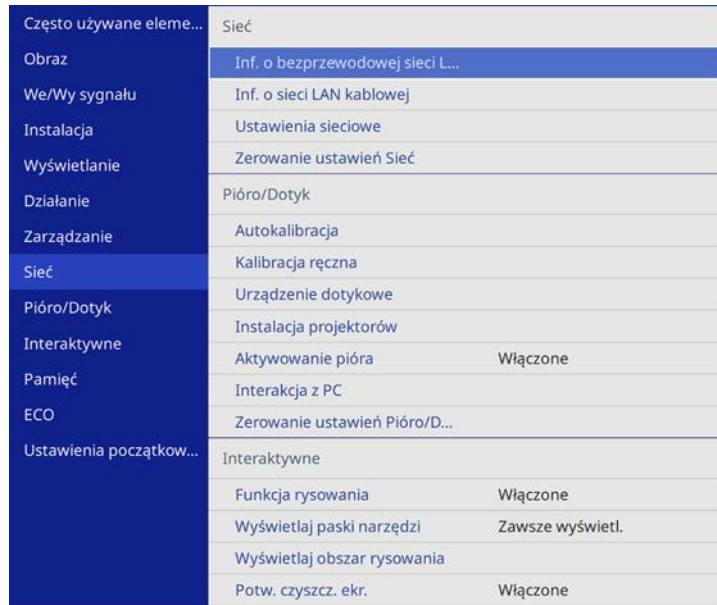 Często używane eleme...
Obraz
We/Wy sygnału
Instalacja
Wyświetlanie
Działanie
Zarządzanie
Sieć
Pióro/Dotyk
Interaktywne
Pamięć
ECO
Ustawienia początkow...
Sieć
Inf. o bezprzewodowej sieci L...
Inf. o sieci LAN kablowej
Ustawienia sieciowe
Zerowanie ustawień Sieć
Pióro/Dotyk
Autokalibracja
Kalibracja ręczna
Urządzenie dotykowe
Instalacja projektorów
Aktywowanie pióra Włączone
Interakcja z PC
Zerowanie ustawień Pióro/D...
Interaktywne
Funkcja rysowania Włączone
Wyświetlaj paski narzędzi Zawsze wyświetl.
Wyświetlaj obszar rysowania
Potw. czyszcz. ekr. Włączone